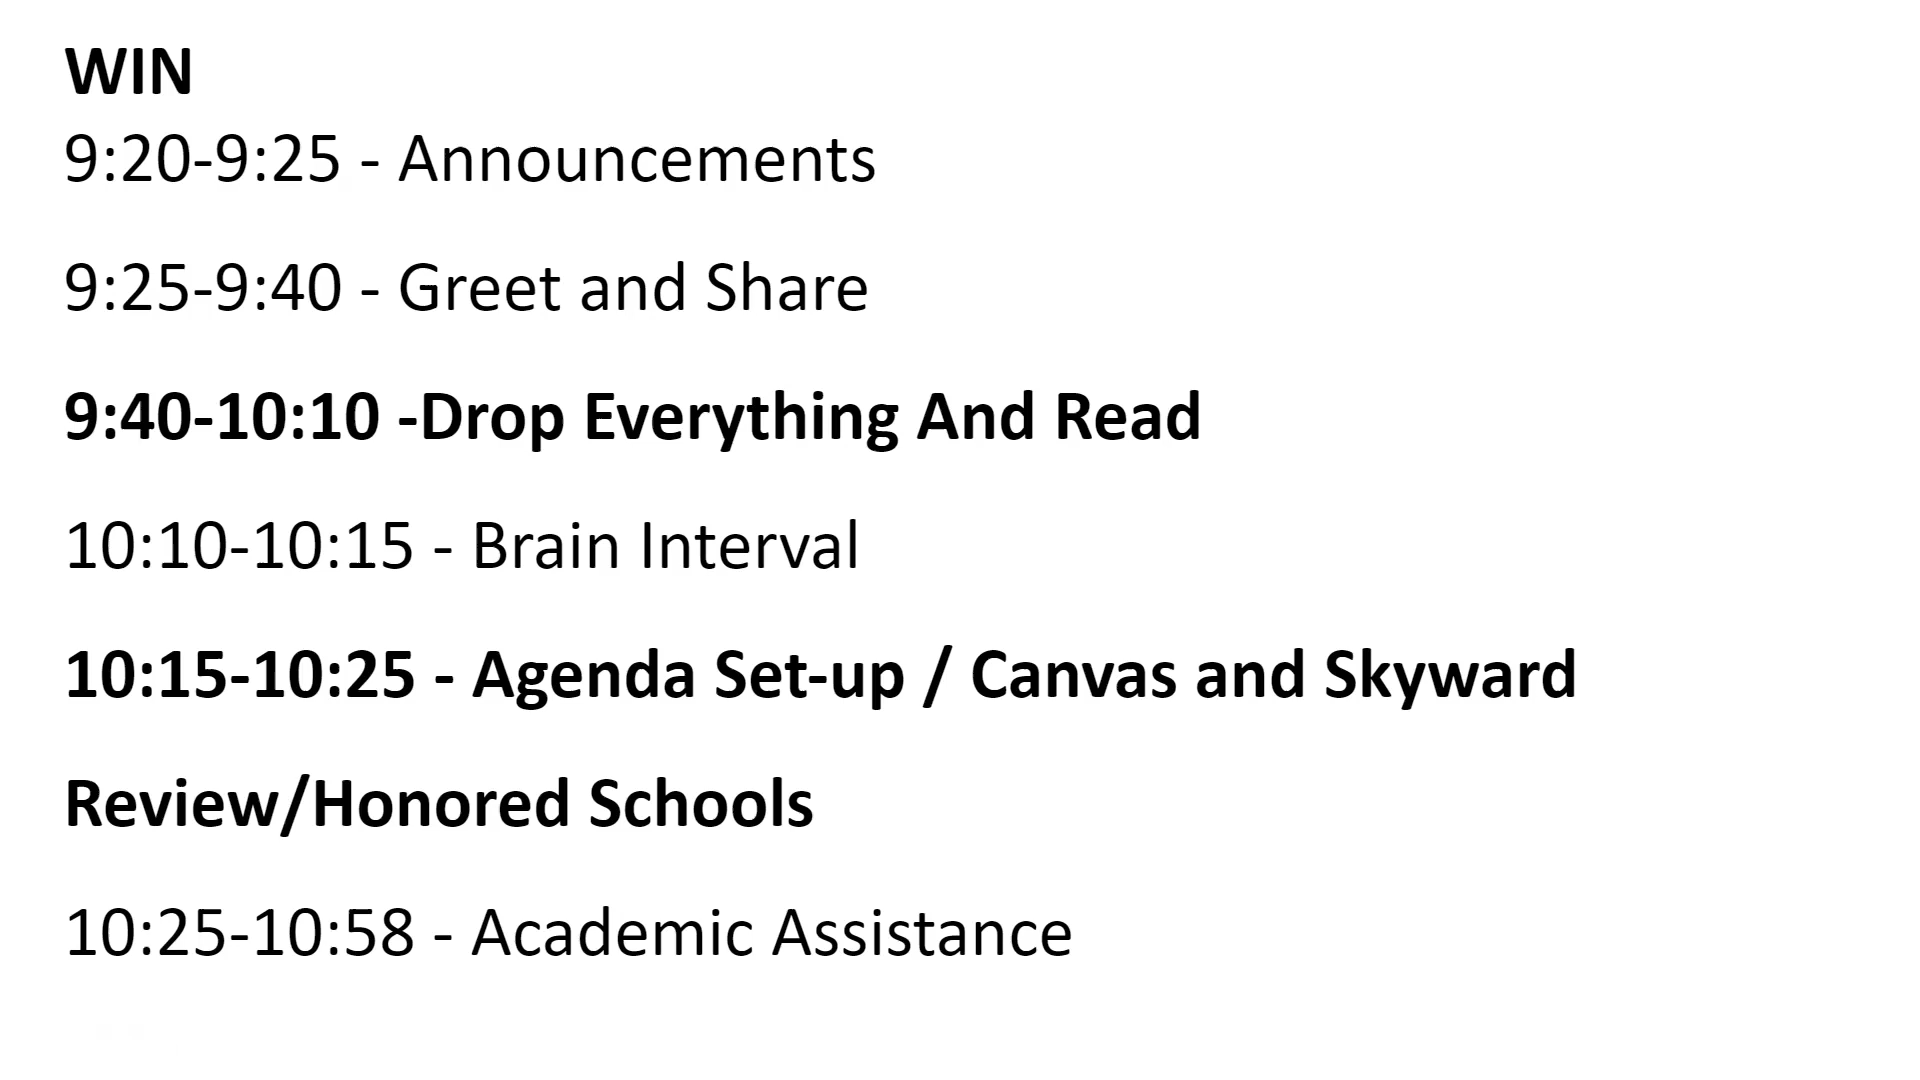 WIN
9:20-9:25 - Announcements
9:25-9:40 - Greet and Share
9:40-10:10 -Drop Everything And Read
10:10-10:15 - Brain Interval
10:15-10:25 - Agenda Set-up / Canvas and Skyward
Review/Honored Schools
10:25-10:58 - Academic Assistance